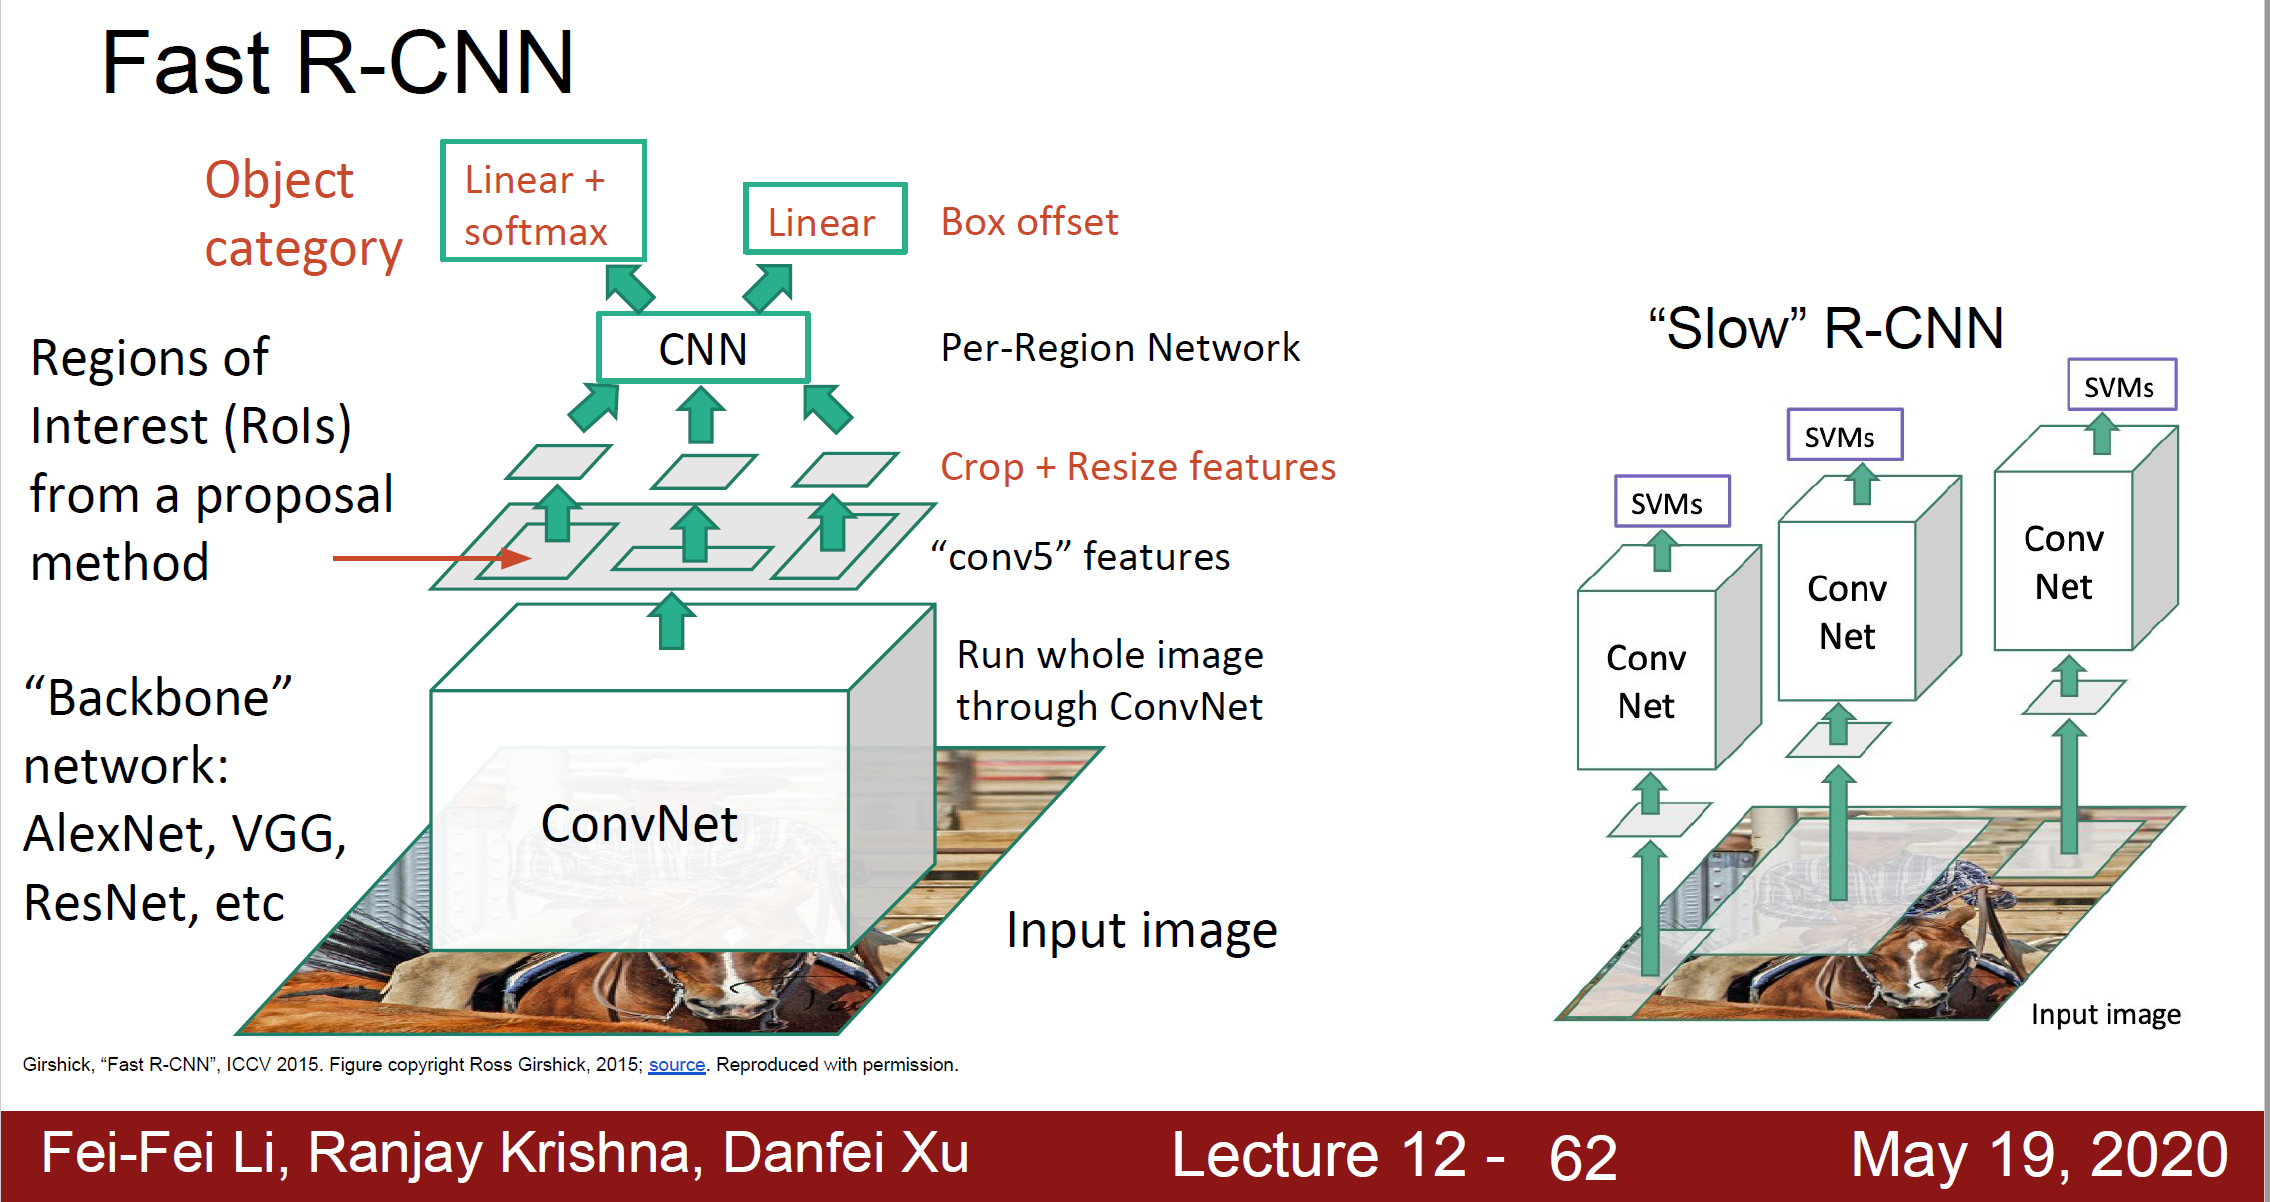 Fast R-CNN
Object
category
Linear +
softmax
Linear
Box offset
CNN
Per-Region Network
Regions of
Interest (RoIs)
from a proposal
method
Crop + Resize features
“conv5” features
Run whole image
through ConvNet
“Backbone”
network:
AlexNet, VGG,
ResNet, etc
ConvNet
Input image
“Slow” R-CNN
SVMs
SVMs
SVMs
Conv
Net
Conv
Net
Conv
Net
Input image
Girshick, “Fast R-CNN”, ICCV 2015. Figure copyright Ross Girshick, 2015; source. Reproduced with permission.
Fei-Fei Li, Ranjay Krishna, Danfei Xu
Lecture 12 - 62
May 19, 2020